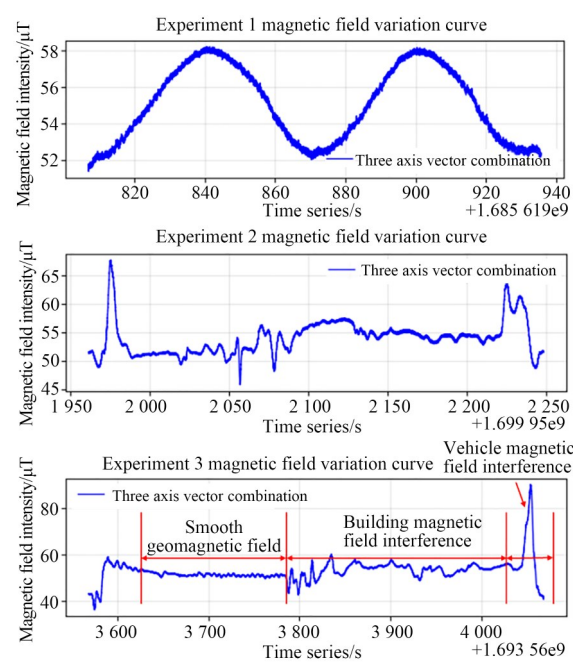 Experiment 1 magnetic field variation curve
Magnetic field intensity/μT
58
56
54
52
Three axis vector combination
820 840 860 880 900 920 940
Time series/s
+1.685 619e9
Experiment 2 magnetic field variation curve
Magnetic field intensity/μT
65
60
55
50
45
Three axis vector combination
1 950 2 000 2 050 2 100 2 150 2 200 2 250
Time series/s
+1.699 95e9
Experiment 3 magnetic field variation curve
Vehicle magnetic
field interference
Magnetic field intensity/μT
80
60
40
Three axis vector combination
Smooth
geomagnetic field
Building magnetic
field interference
3 600 3 700 3 800 3 900 4 000
Time series/s
+1.693 56e9